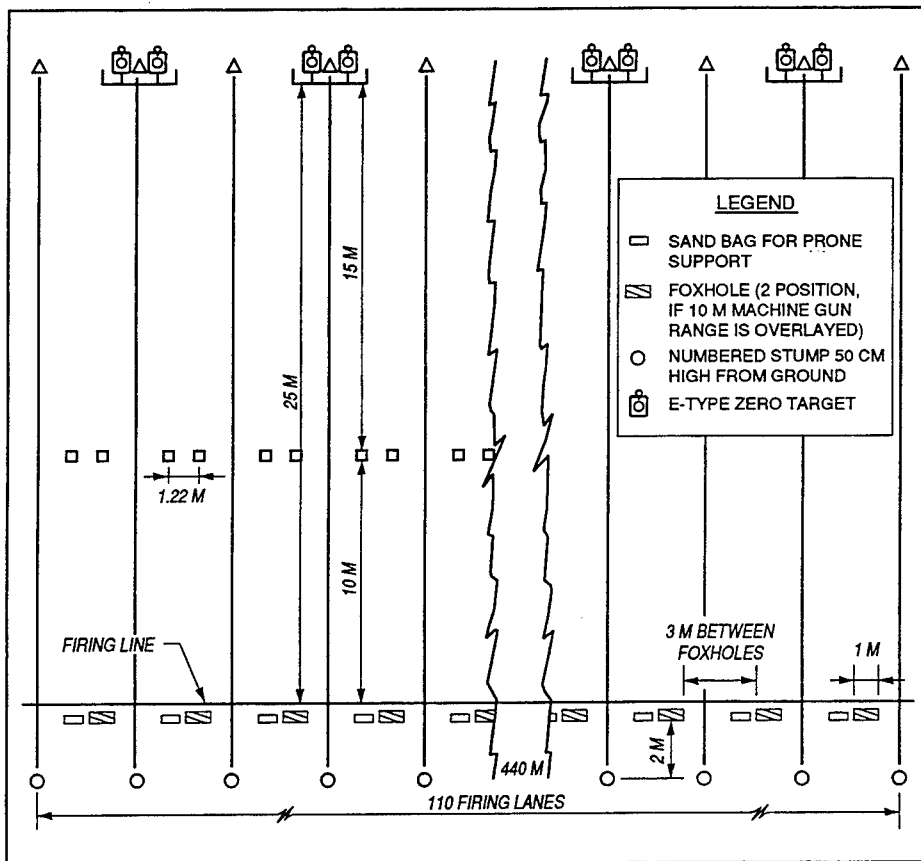 LEGEND
SAND BAG FOR PRONE
SUPPORT
FOXHOLE (2 POSITION,
IF 10 M MACHINE GUN
RANGE IS OVERLAYED)
NUMBERED STUMP 50 CM
HIGH FROM GROUND
E-TYPE ZERO TARGET
15 M
25 M
1.22 M
10 M
FIRING LINE
3 M BETWEEN
FOXHOLES
1 M
2 M
440 M
110 FIRING LANES